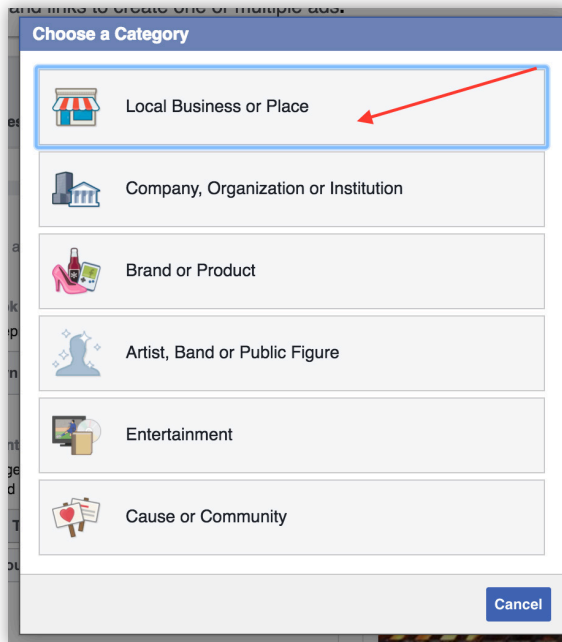 and links to create one or multiple ads.
Choose a Category
Local Business or Place
Company, Organization or Institution
Brand or Product
Artist, Band or Public Figure
Entertainment
Cause or Community
Cancel